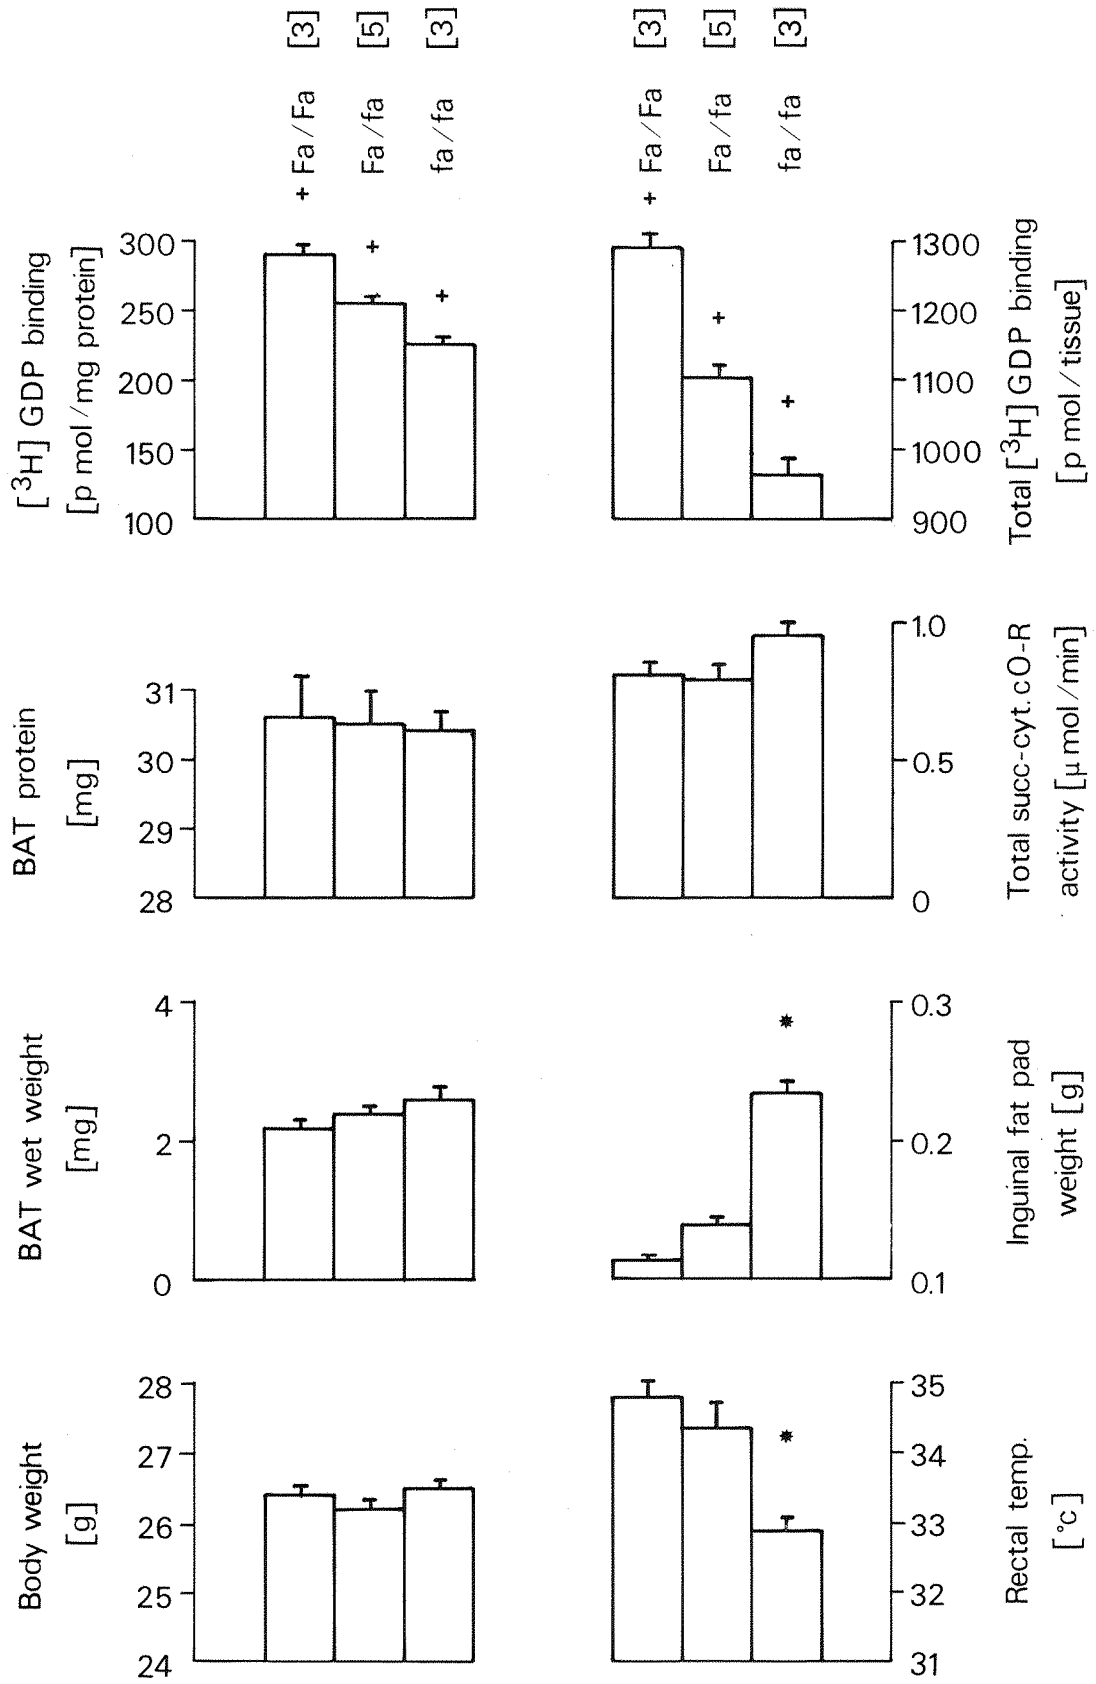 [3] [5] [3] [3] [5] [3]
Fa/Fa Fa/fa fa/fa Fa/Fa Fa/fa fa/fa
+ +
[³H] GDP binding
[p mol/mg protein]
300
250
200
150
100
+ +
+ +
1300
1200
1100
1000
900
Total [³H] GDP binding
[p mol/tissue]
BAT protein
[mg]
31
30
29
28
1.0
0.5
0
Total succ-cyt.cO-R
activity [μmol/min]
BAT wet weight
[mg]
4
2
0
*
0.3
0.2
0.1
Inguinal fat pad
weight [g]
Body weight
[g]
28
27
26
25
24
*
35
34
33
32
31
Rectal temp.
[°c]